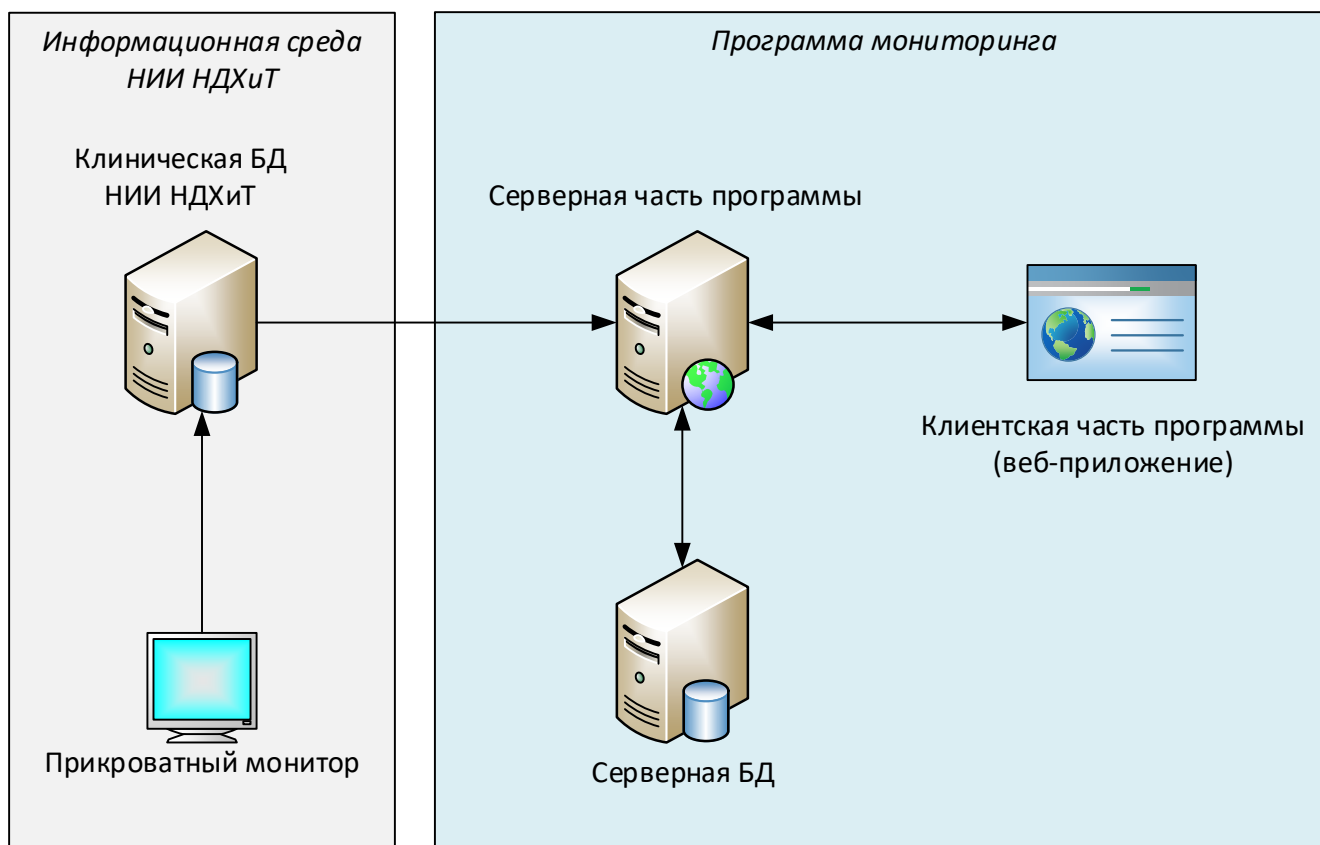 Информационная среда
НИИ НДХиТ
Программа мониторинга
Клиническая БД
НИИ НДХиТ
Серверная часть программы
Клиентская часть программы
(веб-приложение)
Прикроватный монитор
Серверная БД